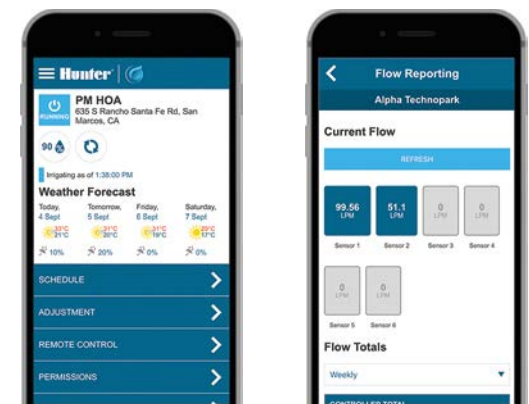 Hunter
RUNNING
PM HOA
635 S Rancho Santa Fe Rd, San
Marcos, CA
90
Irrigating as of 1:38:00 PM
Weather Forecast
Today, Tomorrow, Friday, Saturday,
4 Sept 5 Sept 6 Sept 7 Sept
21°C 20°C 19°C 17°C
10% 20% 0% 0%
SCHEDULE
ADJUSTMENT
REMOTE CONTROL
PERMISSIONS
Flow Reporting
Alpha Technopark
Current Flow
REFRESH
99.56 51.1 0 0
LPM LPM LPM LPM
Sensor 1 Sensor 2 Sensor 3 Sensor 4
0 0
LPM LPM
Sensor 5 Sensor 6
Flow Totals
Weekly
CONTROLLER TOTAL